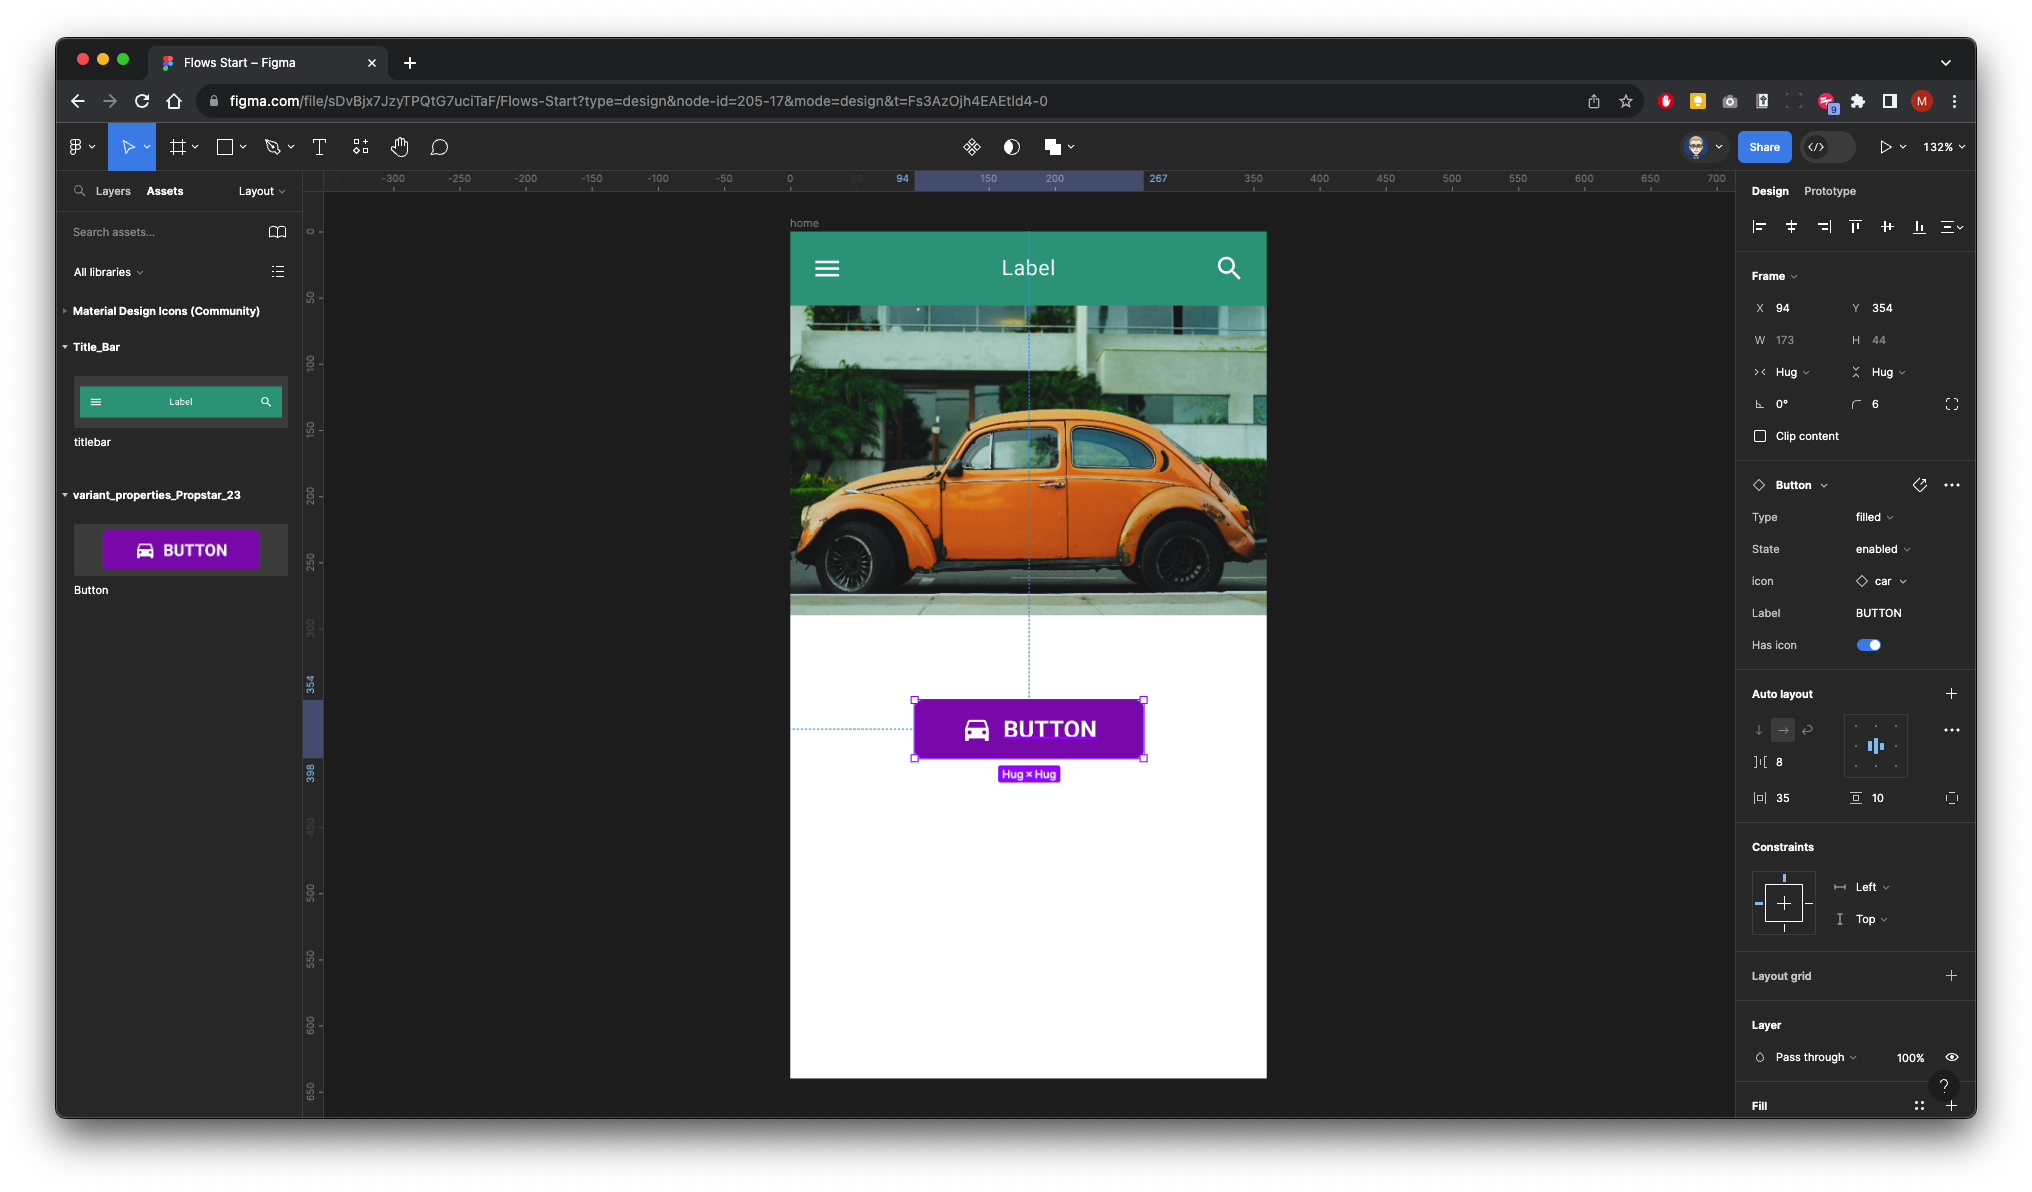 Flows Start – Figma
figma.com/file/sDvBjx7JzyTPQtG7uciTaF/Flows-Start?type=design&node-id=205-17&mode=design&t=Fs3AzOjh4EAEtId4-0
9
M
Share
132%
Layers
Assets
Layout
-300
-250
-200
-150
-100
-50
0
50
94
150
200
267
350
400
450
500
550
600
650
700
Design
Prototype
Search assets...
All libraries
Material Design Icons (Community)
Title_Bar
Label
titlebar
variant_properties_Propstar_23
BUTTON
Button
0
50
100
150
200
250
300
354
398
450
500
550
600
650
home
Label
BUTTON
Hug × Hug
Frame
X 94
Y 354
W 173
H 44
Hug
Hug
0°
6
Clip content
Button
Type
filled
State
enabled
icon
car
Label
BUTTON
Has icon
Auto layout
8
35
10
Constraints
Left
Top
Layout grid
Layer
Pass through
100%
?
Fill